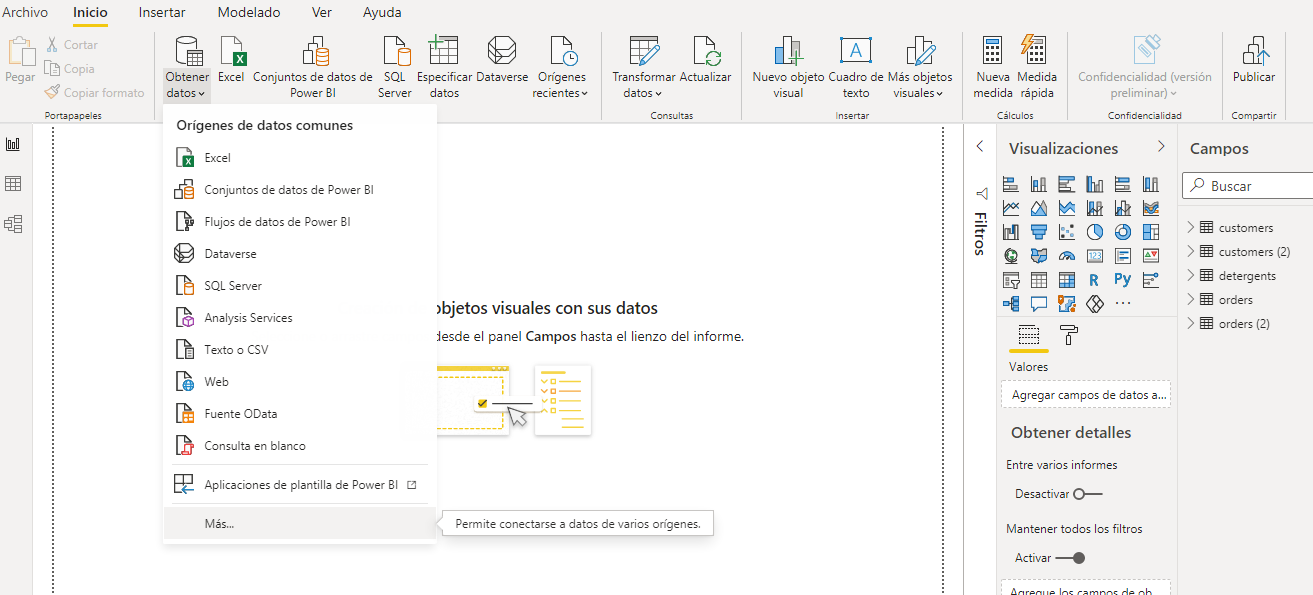 Archivo Inicio Insertar Modelado Ver Ayuda
Pegar
Cortar
Copia
Copiar formato
Portapapeles
Obtener
datos
Excel
Conjuntos de datos de
Power BI
SQL
Server
Especificar
datos
Dataverse
Orígenes
recientes
Transformar
datos
Actualizar
Consultas
Nuevo objeto
visual
Cuadro de
texto
Más objetos
visuales
Insertar
Nueva
medida
Medida
rápida
Cálculos
Confidencialidad (versión
preliminar)
Confidencialidad
Publicar
Compartir
Orígenes de datos comunes
Excel
Conjuntos de datos de Power BI
Flujos de datos de Power BI
Dataverse
SQL Server
Analysis Services
Texto o CSV
Web
Fuente OData
Consulta en blanco
Aplicaciones de plantilla de Power BI
Más...
Permite conectarse a datos de varios orígenes.
objetos visuales con sus datos
desde el panel Campos hasta el lienzo del informe.
Filtros
Visualizaciones
123
R
Py
Valores
Agregar campos de datos a...
Obtener detalles
Entre varios informes
Desactivar
Mantener todos los filtros
Activar
Agregue los campos de ob...
Campos
Buscar
customers
customers (2)
detergents
orders
orders (2)